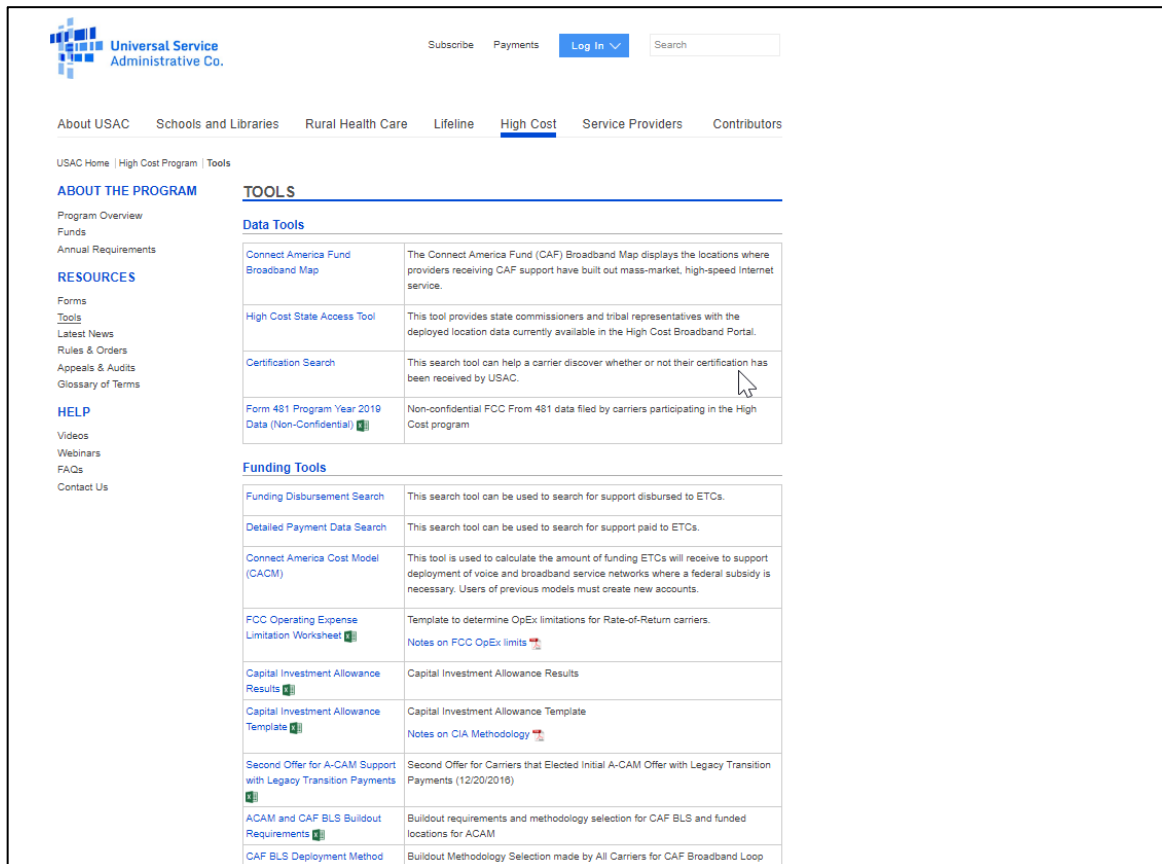 Universal Service
Administrative Co.
Subscribe Payments Log In Search
About USAC Schools and Libraries Rural Health Care Lifeline High Cost Service Providers Contributors
USAC Home | High Cost Program | Tools
ABOUT THE PROGRAM
Program Overview
Funds
Annual Requirements
RESOURCES
Forms
Tools
Latest News
Rules & Orders
Appeals & Audits
Glossary of Terms
HELP
Videos
Webinars
FAQs
Contact Us
TOOLS
Data Tools
Connect America Fund
Broadband Map
The Connect America Fund (CAF) Broadband Map displays the locations where
providers receiving CAF support have built out mass-market, high-speed Internet
service.
High Cost State Access Tool
This tool provides state commissioners and tribal representatives with the
deployed location data currently available in the High Cost Broadband Portal.
Certification Search
This search tool can help a carrier discover whether or not their certification has
been received by USAC.
Form 481 Program Year 2019
Data (Non-Confidential)
Non-confidential FCC From 481 data filed by carriers participating in the High
Cost program
Funding Tools
Funding Disbursement Search
This search tool can be used to search for support disbursed to ETCs.
Detailed Payment Data Search
This search tool can be used to search for support paid to ETCs.
Connect America Cost Model
(CACM)
This tool is used to calculate the amount of funding ETCs will receive to support
deployment of voice and broadband service networks where a federal subsidy is
necessary. Users of previous models must create new accounts.
FCC Operating Expense
Limitation Worksheet
Template to determine OpEx limitations for Rate-of-Return carriers.
Notes on FCC OpEx limits
Capital Investment Allowance
Results
Capital Investment Allowance Results
Capital Investment Allowance
Template
Capital Investment Allowance Template
Notes on CIA Methodology
Second Offer for A-CAM Support
with Legacy Transition Payments
Second Offer for Carriers that Elected Initial A-CAM Offer with Legacy Transition
Payments (12/20/2016)
ACAM and CAF BLS Buildout
Requirements
Buildout requirements and methodology selection for CAF BLS and funded
locations for ACAM
CAF BLS Deployment Method
Buildout Methodology Selection made by All Carriers for CAF Broadband Loop